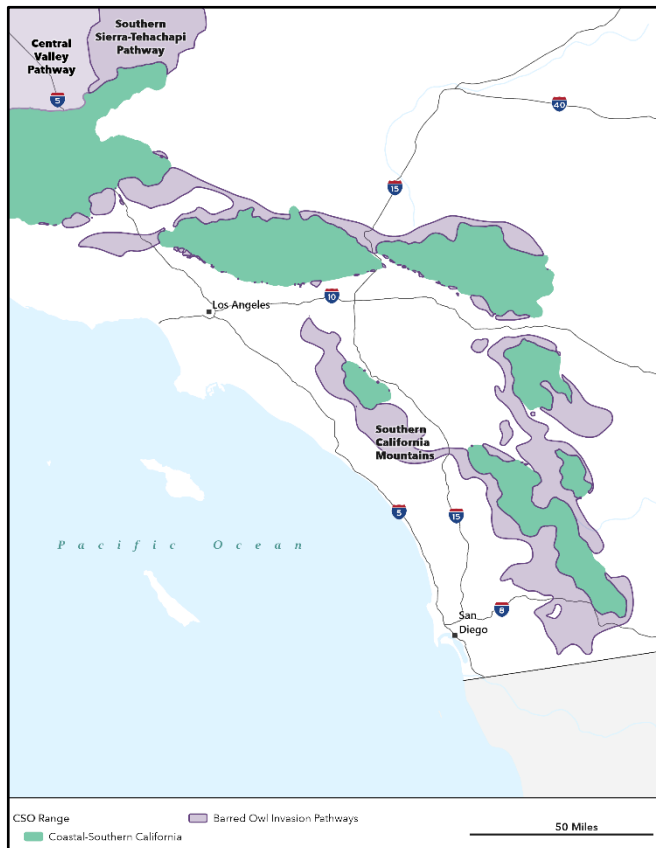 Southern
Sierra-Tehachapi
Pathway
Central
Valley
Pathway
5
40
15
10
Los Angeles
Southern
California
Mountains
5
15
Pacific Ocean
8
San
Diego
CSO Range
Barred Owl Invasion Pathways
Coastal-Southern California
50 Miles